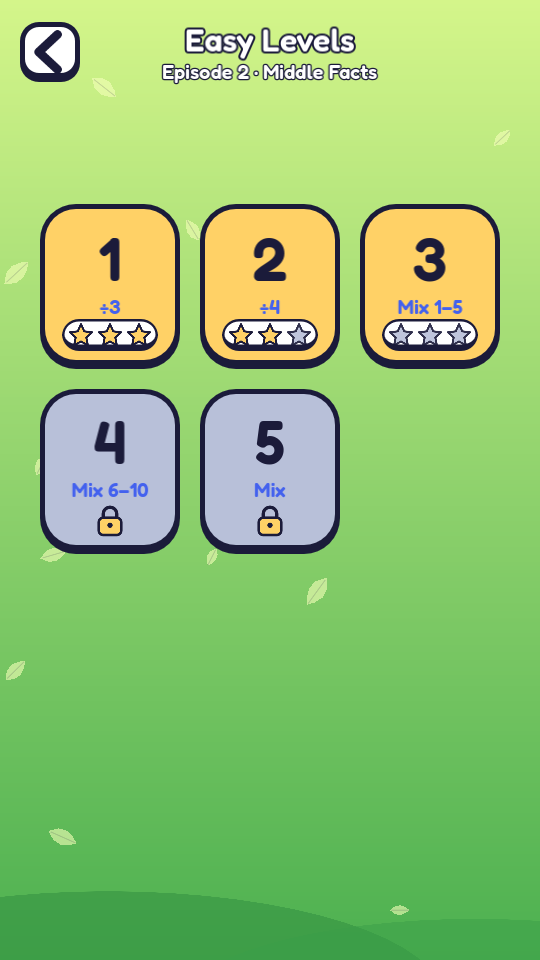 Easy Levels
Episode 2 · Middle Facts
1
÷3
2
÷4
3
Mix 1–5
4
Mix 6–10
5
Mix